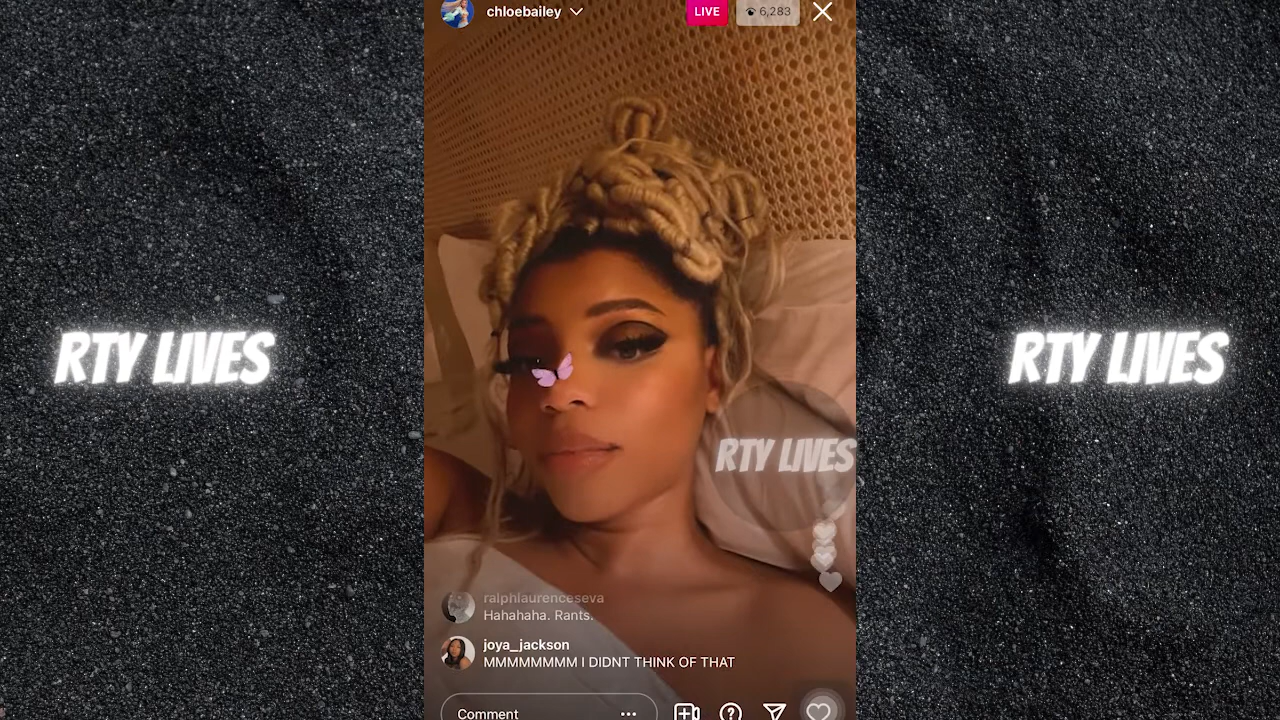 chloebailey
LIVE
6,283
RTY LIVES
RTY LIVES
RTY LIVES
ralphlaurenceseva
Hahahaha. Rants.
joya_jackson
MMMMMMMM I DIDNT THINK OF THAT
Comment